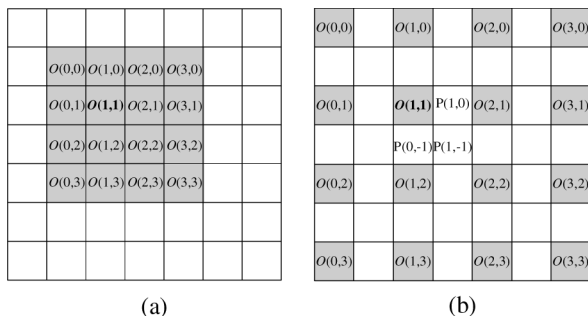 O(0,0) O(1,0) O(2,0) O(3,0)
O(0,1) O(1,1) O(2,1) O(3,1)
O(0,2) O(1,2) O(2,2) O(3,2)
O(0,3) O(1,3) O(2,3) O(3,3)
(a)
O(0,0) O(1,0) O(2,0) O(3,0)
O(0,1) O(1,1) P(1,0) O(2,1) O(3,1)
P(0,-1) P(1,-1)
O(0,2) O(1,2) O(2,2) O(3,2)
O(0,3) O(1,3) O(2,3) O(3,3)
(b)